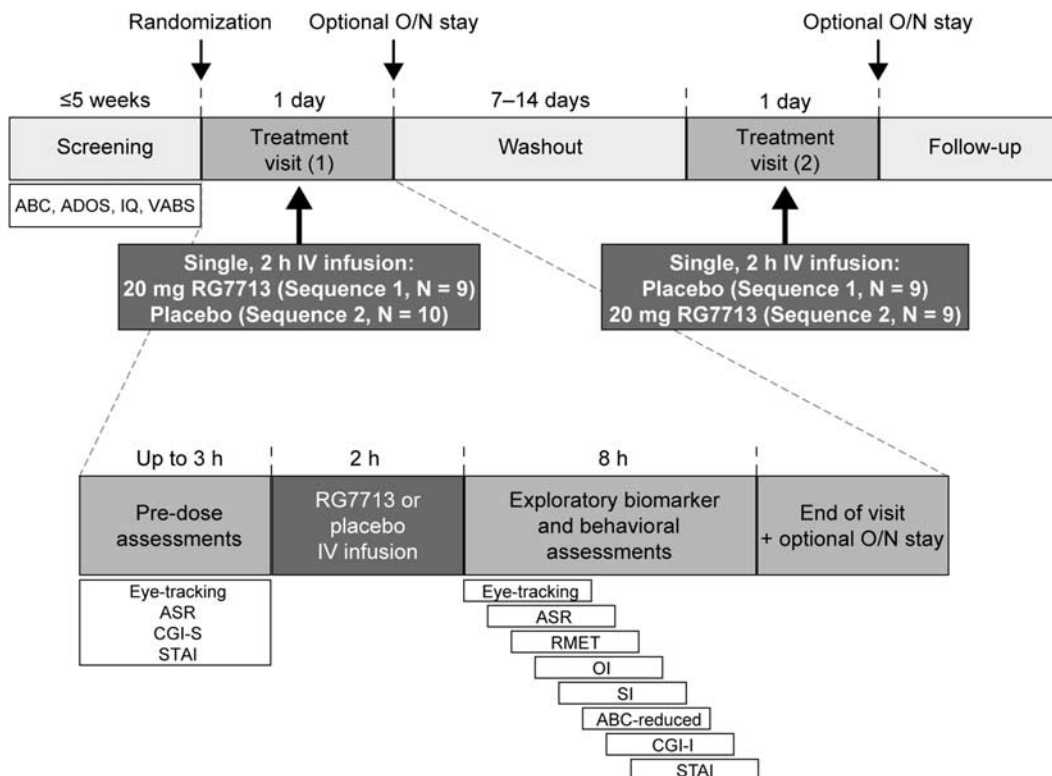 Randomization
Optional O/N stay
Optional O/N stay
≤5 weeks
1 day
7–14 days
1 day
Screening
Treatment
visit (1)
Washout
Treatment
visit (2)
Follow-up
ABC, ADOS, IQ, VABS
Single, 2 h IV infusion:
20 mg RG7713 (Sequence 1, N = 9)
Placebo (Sequence 2, N = 10)
Single, 2 h IV infusion:
Placebo (Sequence 1, N = 9)
20 mg RG7713 (Sequence 2, N = 9)
Up to 3 h
2 h
8 h
Pre-dose
assessments
RG7713 or
placebo
IV infusion
Exploratory biomarker
and behavioral
assessments
End of visit
+ optional O/N stay
Eye-tracking
ASR
CGI-S
STAI
Eye-tracking
ASR
RMET
OI
SI
ABC-reduced
CGI-I
STAI